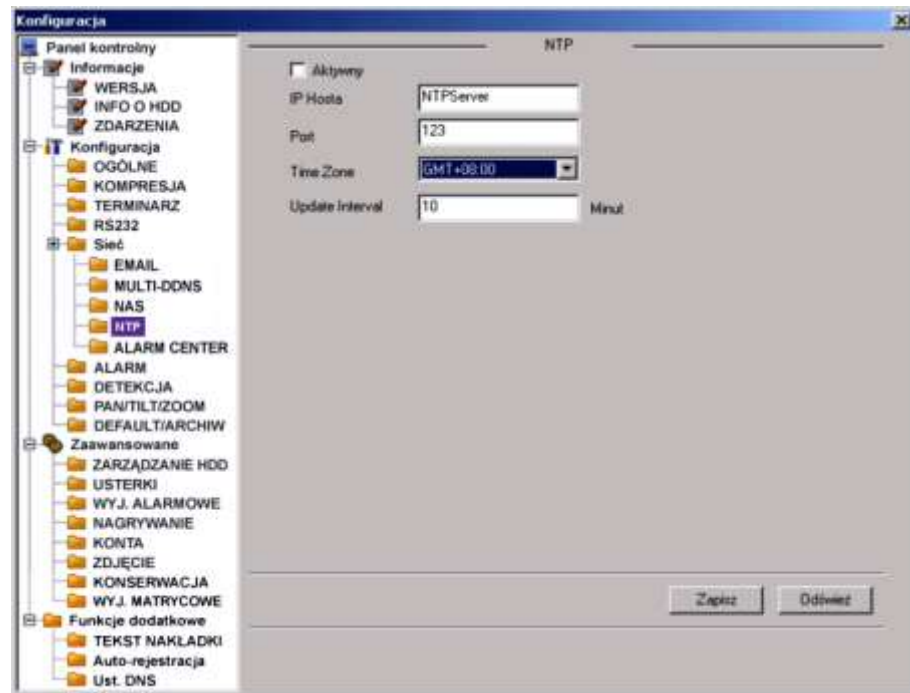 Konfiguracja
Panel kontrolny
Informacje
WERSJA
INFO O HDD
ZDARZENIA
Konfiguracja
OGÓLNE
KOMPRESJA
TERMINARZ
RS232
Sieć
EMAIL
MULTI-DDNS
NAS
NTP
ALARM CENTER
ALARM
DETEKCJA
PAN/TILT/ZOOM
DEFAULT/ARCHIW
Zaawansowane
ZARZĄDZANIE HDD
USTERKI
WYJ. ALARMOWE
NAGRYWANIE
KONTA
ZDJĘCIE
KONSERWACJA
WYJ. MATRYCOWE
Funkcje dodatkowe
TEKST NAKŁADKI
Auto-rejestracja
Ust. DNS
NTP
Aktywny
IP Hosta NTPServer
Port 123
Time Zone GMT+08:00
Update Interval 10 Minut
Zapisz Odśwież